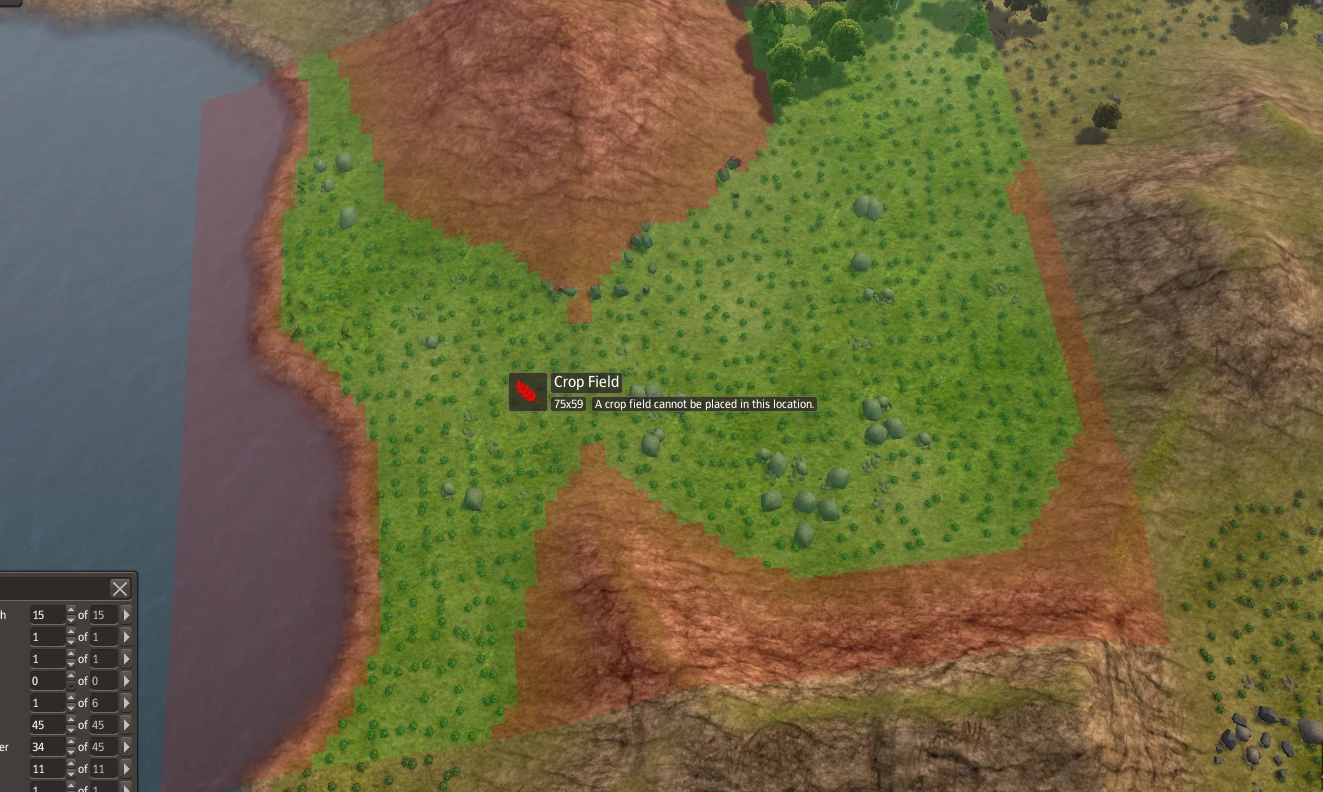 Crop Field
75x59 A crop field cannot be placed in this location.
h 15 of 15
1 of 1
1 of 1
0 of 0
1 of 6
45 of 45
er 34 of 45
11 of 11
1 of 1